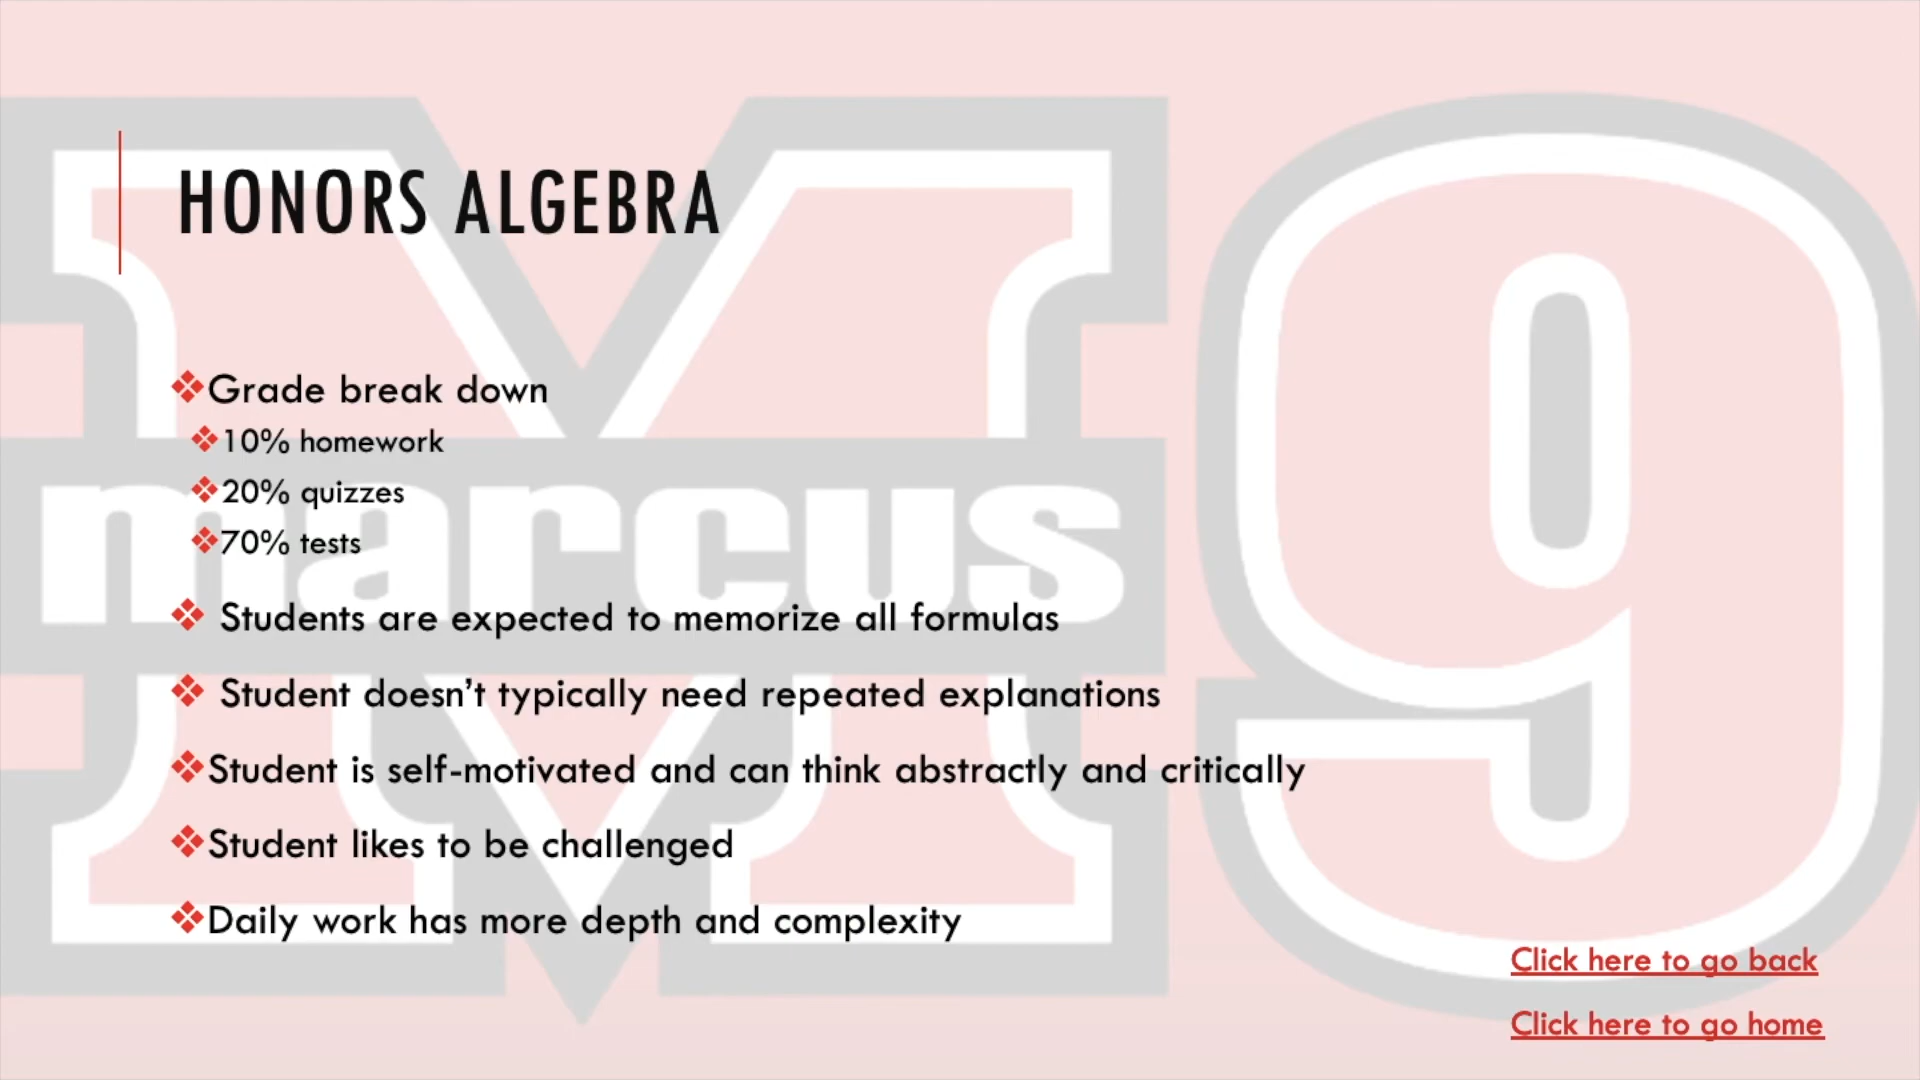 HONORS ALGEBRA
Grade break down
10% homework
20% quizzes
70% tests
Students are expected to memorize all formulas
Student doesn’t typically need repeated explanations
Student is self-motivated and can think abstractly and critically
Student likes to be challenged
Daily work has more depth and complexity
Click here to go back
Click here to go home
M 9
marcus